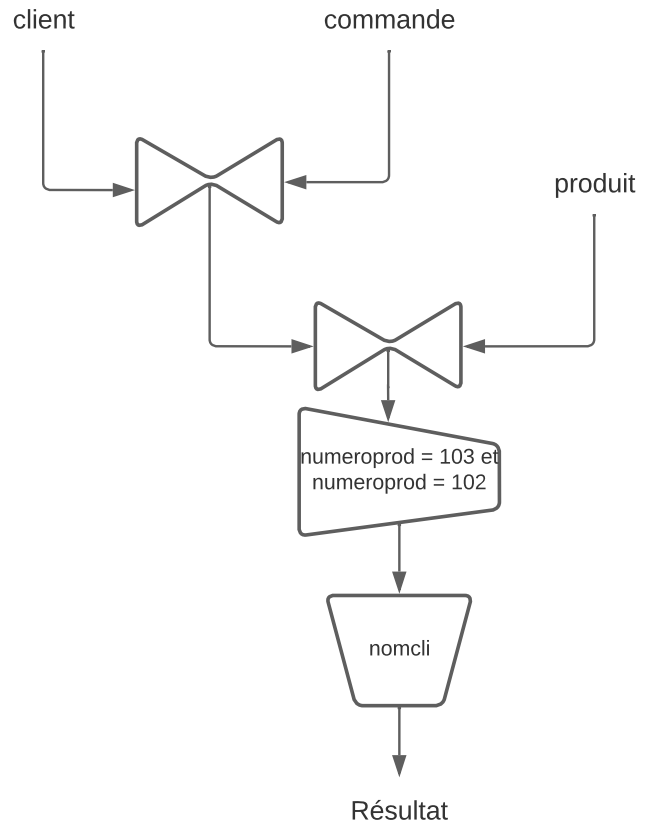 client
commande
produit
numeroprod = 103 et
numeroprod = 102
nomcli
Résultat